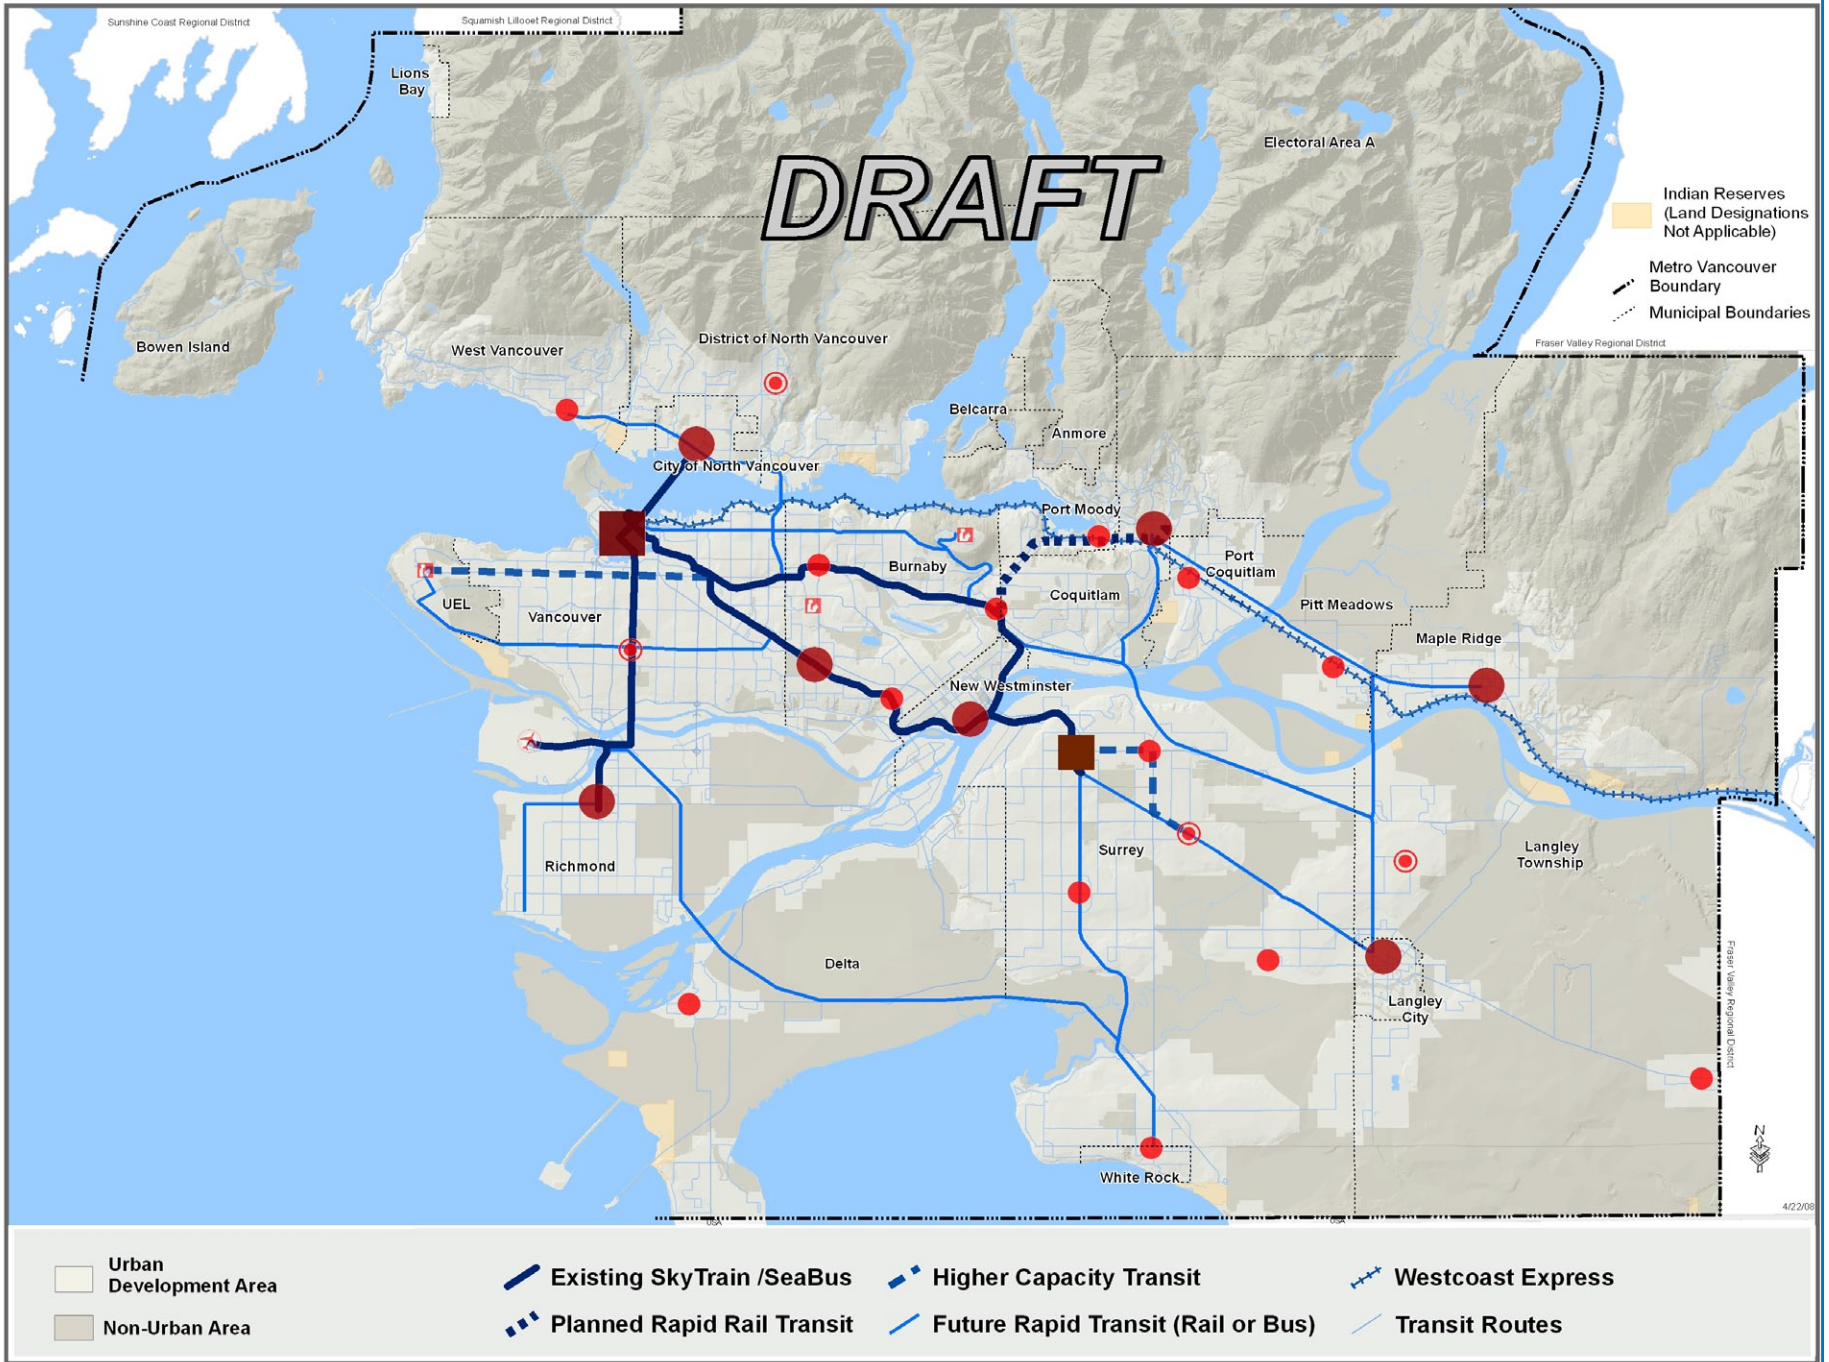 Sunshine Coast Regional District
Squamish Lillooet Regional District
Lions
Bay
Electoral Area A
DRAFT
Indian Reserves
(Land Designations
Not Applicable)
Metro Vancouver
Boundary
Municipal Boundaries
Fraser Valley Regional District
Bowen Island
West Vancouver
District of North Vancouver
Belcarra
Anmore
City of North Vancouver
Port Moody
Port
Coquitlam
Burnaby
Coquitlam
UEL
Vancouver
Pitt Meadows
Maple Ridge
New Westminster
Richmond
Surrey
Langley
Township
Delta
Langley
City
Fraser Valley Regional District
White Rock
N
4/22/08
USA
USA
Urban
Development Area
Non-Urban Area
Existing SkyTrain /SeaBus
Planned Rapid Rail Transit
Higher Capacity Transit
Future Rapid Transit (Rail or Bus)
Westcoast Express
Transit Routes